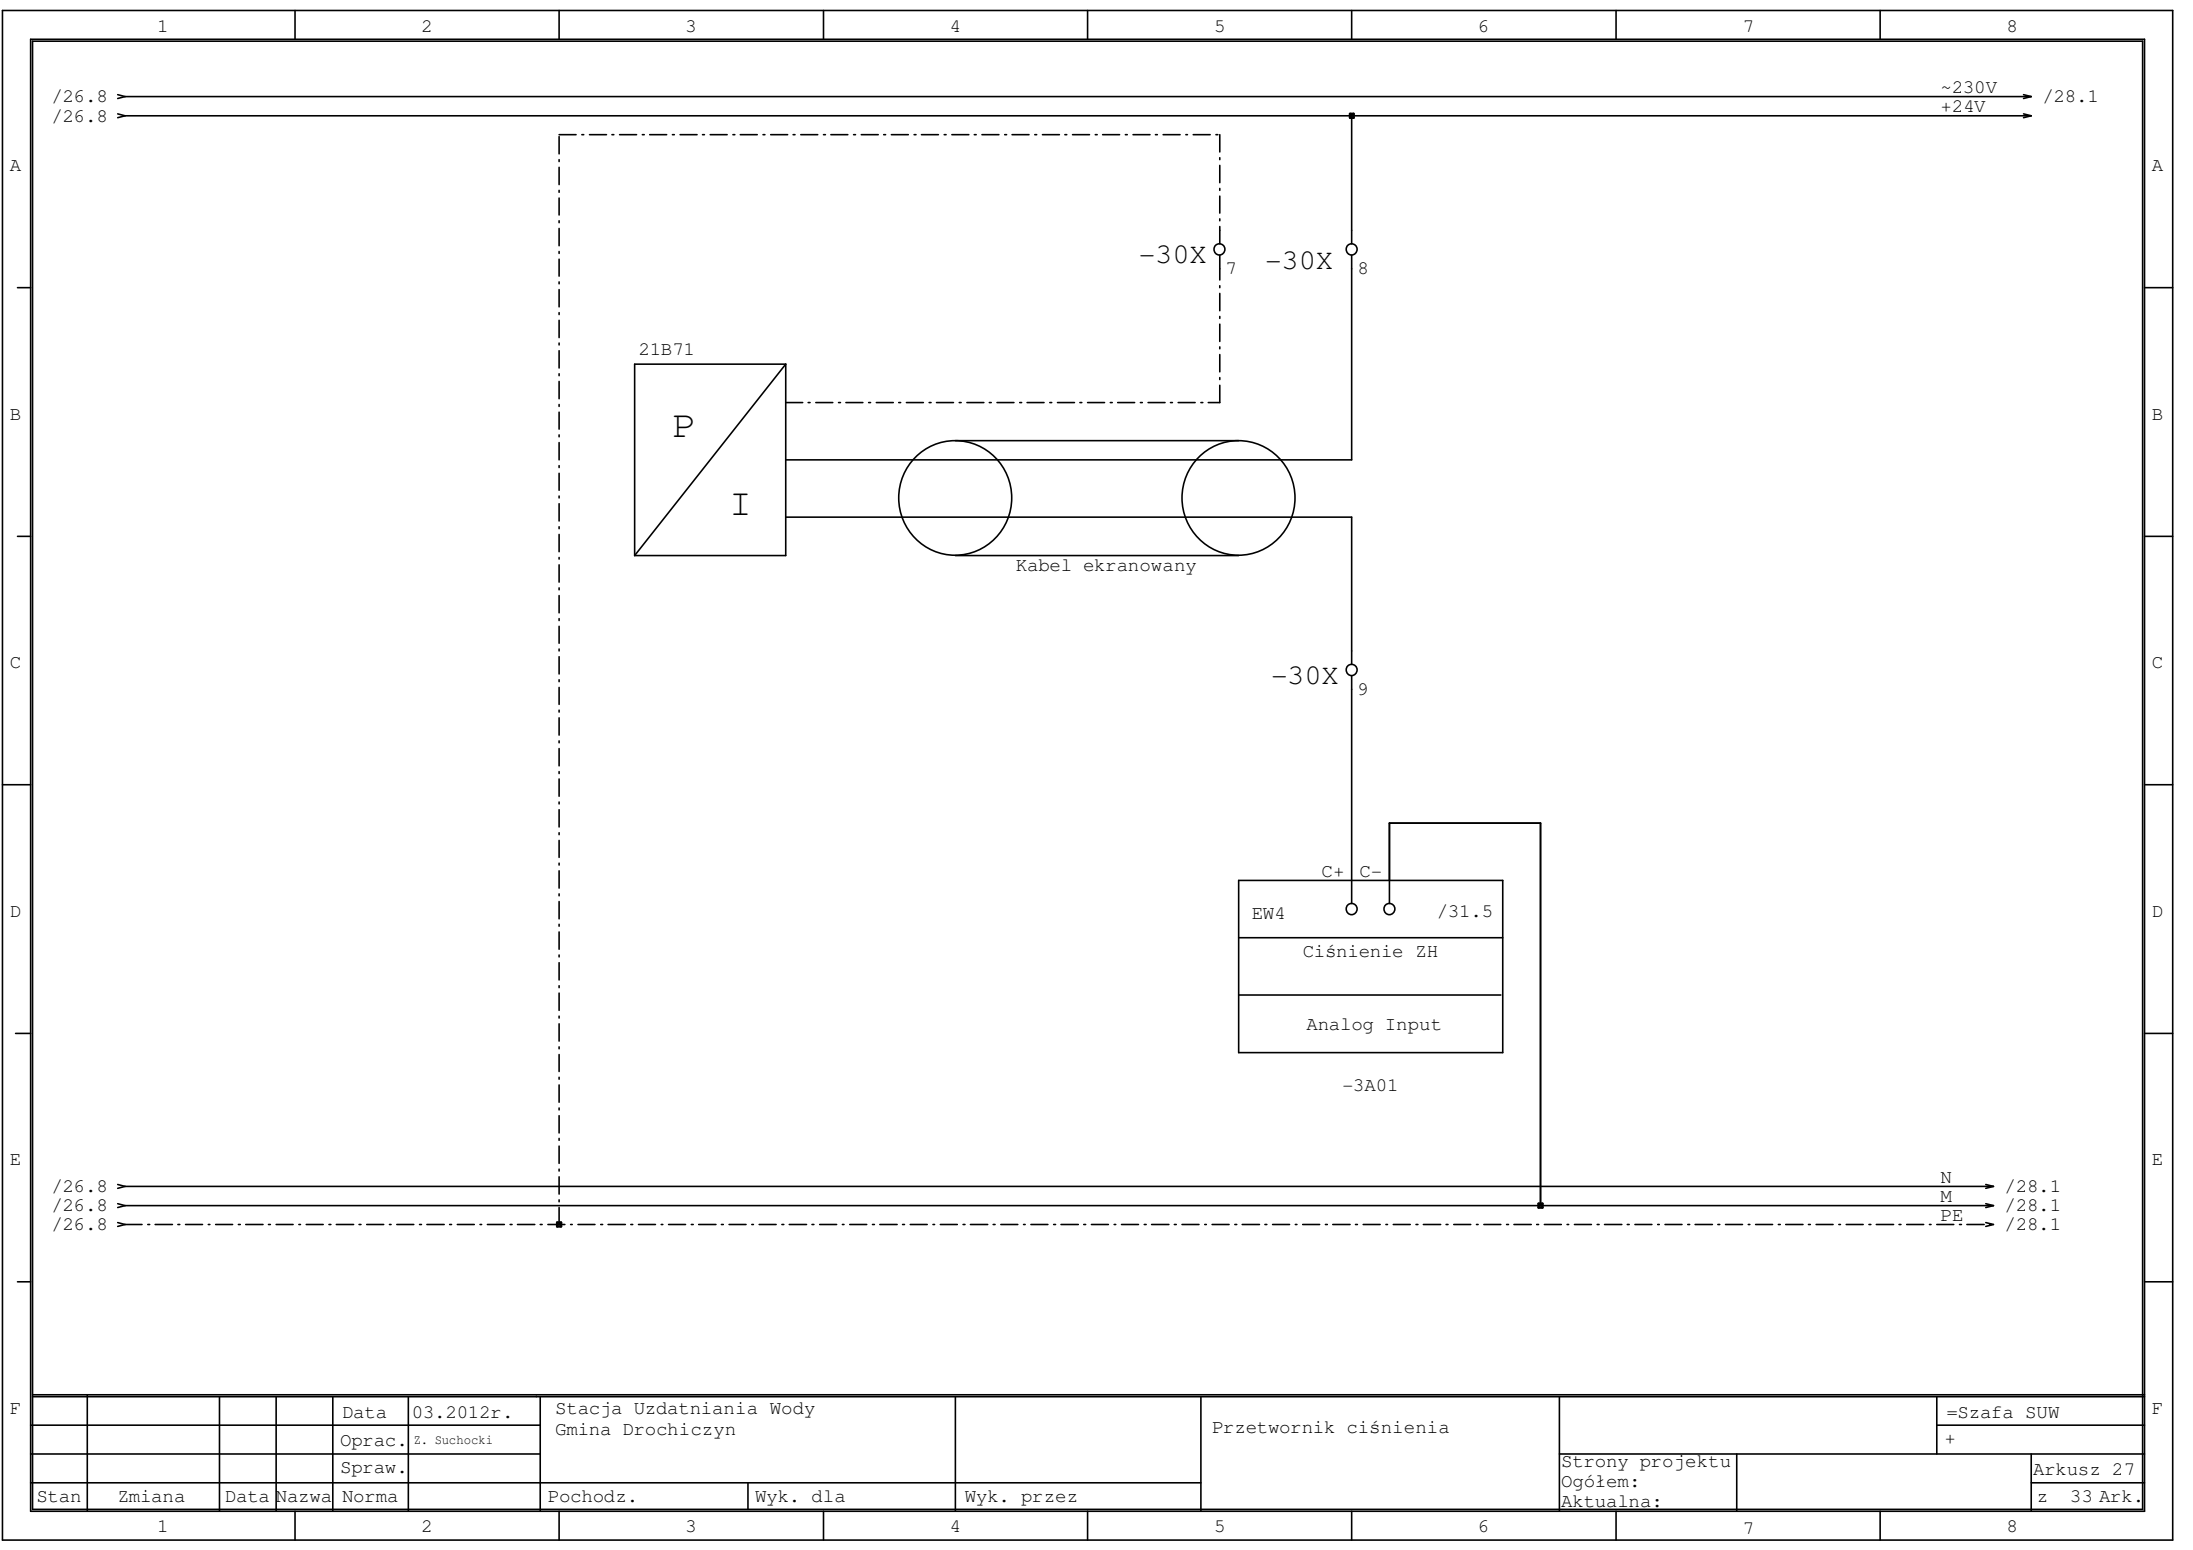 1 2 3 4 5 6 7 8
/26.8 ~230V /28.1
/26.8 +24V
A A
-30X 7 -30X 8
21B71
B B
P
I
Kabel ekranowany
C C
-30X 9
C+ C-
D D
EW4 /31.5
Ciśnienie ZH
Analog Input
-3A01
E E
/26.8 N /28.1
/26.8 M /28.1
/26.8 PE /28.1
F F
Data 03.2012r. Stacja Uzdatniania Wody =Szafa SUW
Gmina Drochiczyn Przetwornik ciśnienia
Oprac. Z. Suchocki +
Spraw. Strony projektu Arkusz 27
Ogółem:
Stan Zmiana Data Nazwa Norma Pochodz. Wyk. dla Wyk. przez Aktualna: z 33 Ark.
1 2 3 4 5 6 7 8